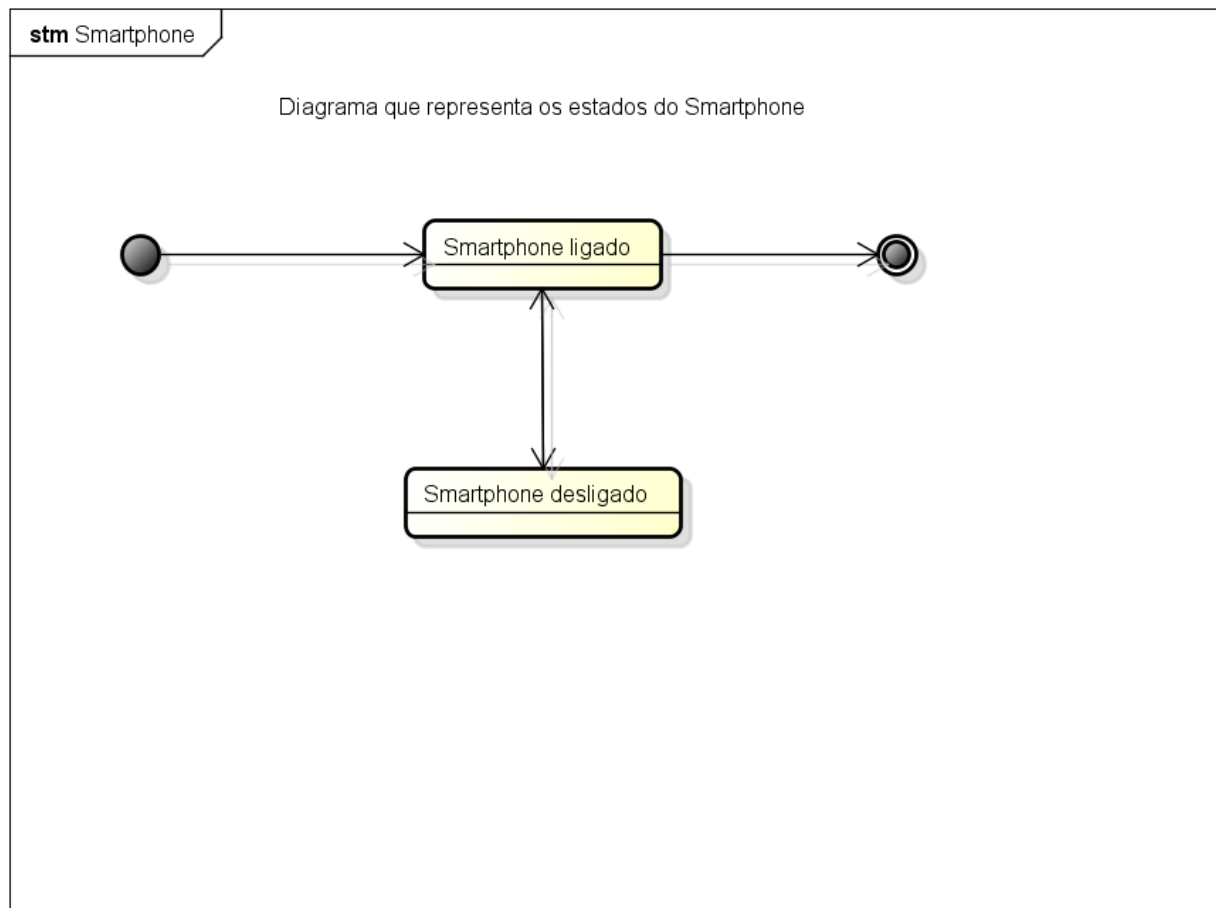 stm Smartphone
Diagrama que representa os estados do Smartphone
Smartphone ligado
Smartphone desligado